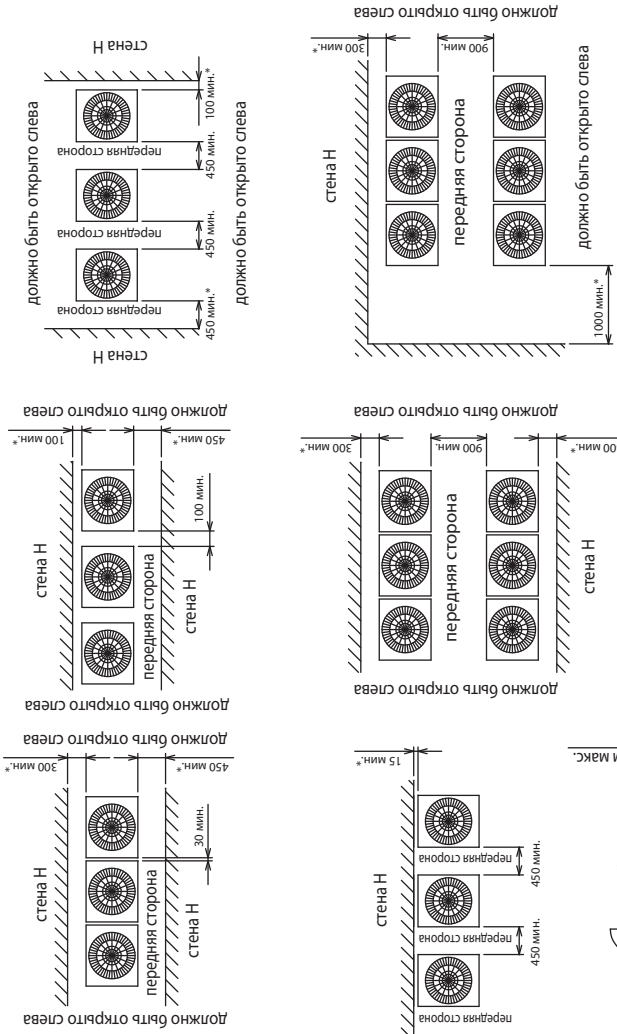 стена H
должно быть открыто слева
100 мин.*
передняя сторона
450 мин.
передняя сторона
450 мин.
передняя сторона
450 мин.*
должно быть открыто слева
стена H
должно быть открыто слева
300 мин.*
900 мин.
стена H
передняя сторона
должно быть открыто слева
1000 мин.*
должно быть открыто слева
100 мин.*
450 мин.*
стена H
100 мин.
передняя сторона
стена H
должно быть открыто слева
должно быть открыто слева
300 мин.*
900 мин.
передняя сторона
стена H
должно быть открыто слева
должно быть открыто слева
300 мин.*
450 мин.*
стена H
30 мин.
передняя сторона
стена H
должно быть открыто слева
15 мин.*
стена H
передняя сторона
450 мин.
передняя сторона
450 мин.
передняя сторона
макс.